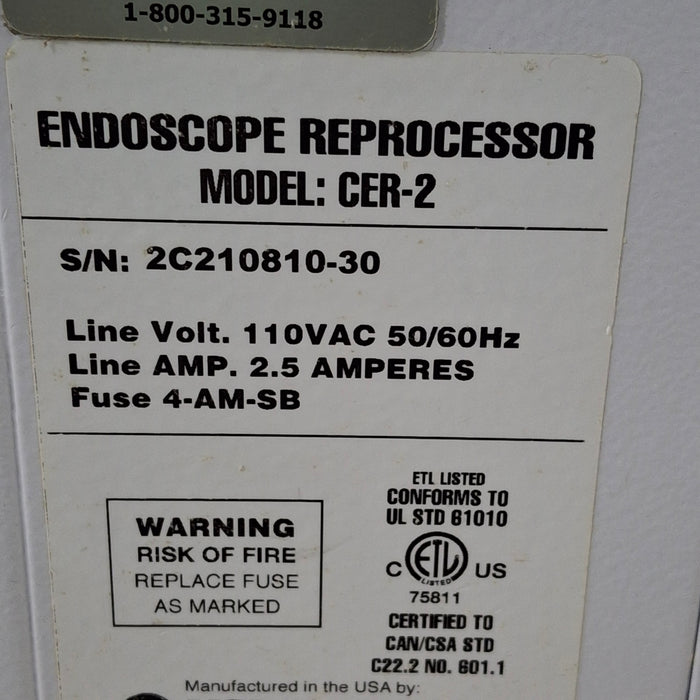 1-800-315-9118
ENDOSCOPE REPROCESSOR
MODEL: CER-2
S/N: 2C210810-30
Line Volt. 110VAC 50/60Hz
Line AMP. 2.5 AMPERES
Fuse 4-AM-SB
WARNING
RISK OF FIRE
REPLACE FUSE
AS MARKED
ETL LISTED
CONFORMS TO
UL STD 61010
C ETL US
LISTED
75811
CERTIFIED TO
CAN/CSA STD
C22.2 NO. 601.1
Manufactured in the USA by: